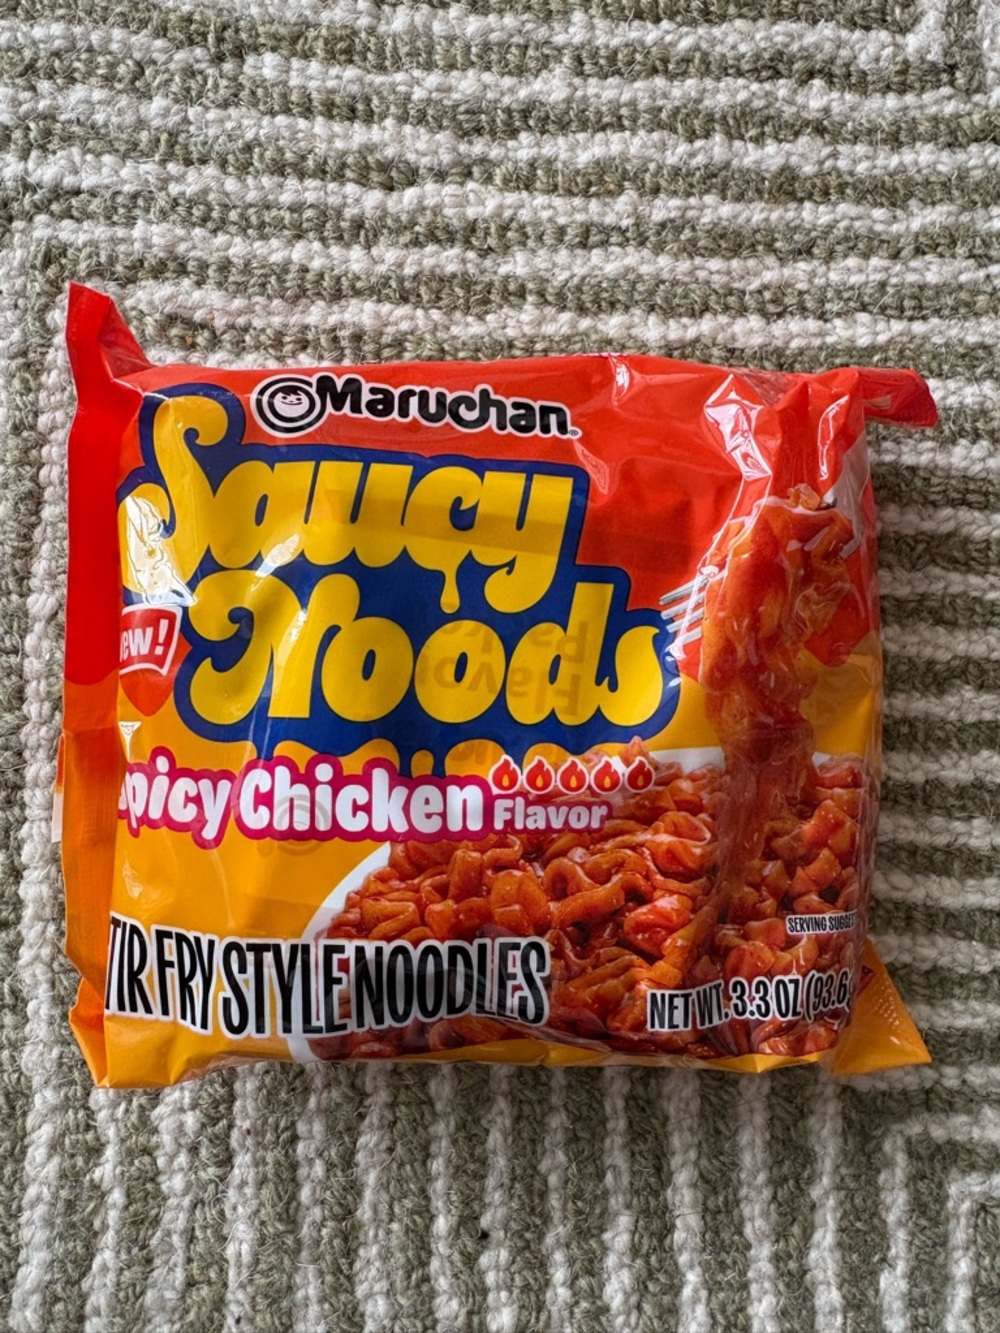 Maruchan®
Saucy
Noods
ew!
picy Chicken
Flavor
TIR FRY STYLE NOODLES
SERVING SUGGE
NET WT. 3.3 OZ (93.6